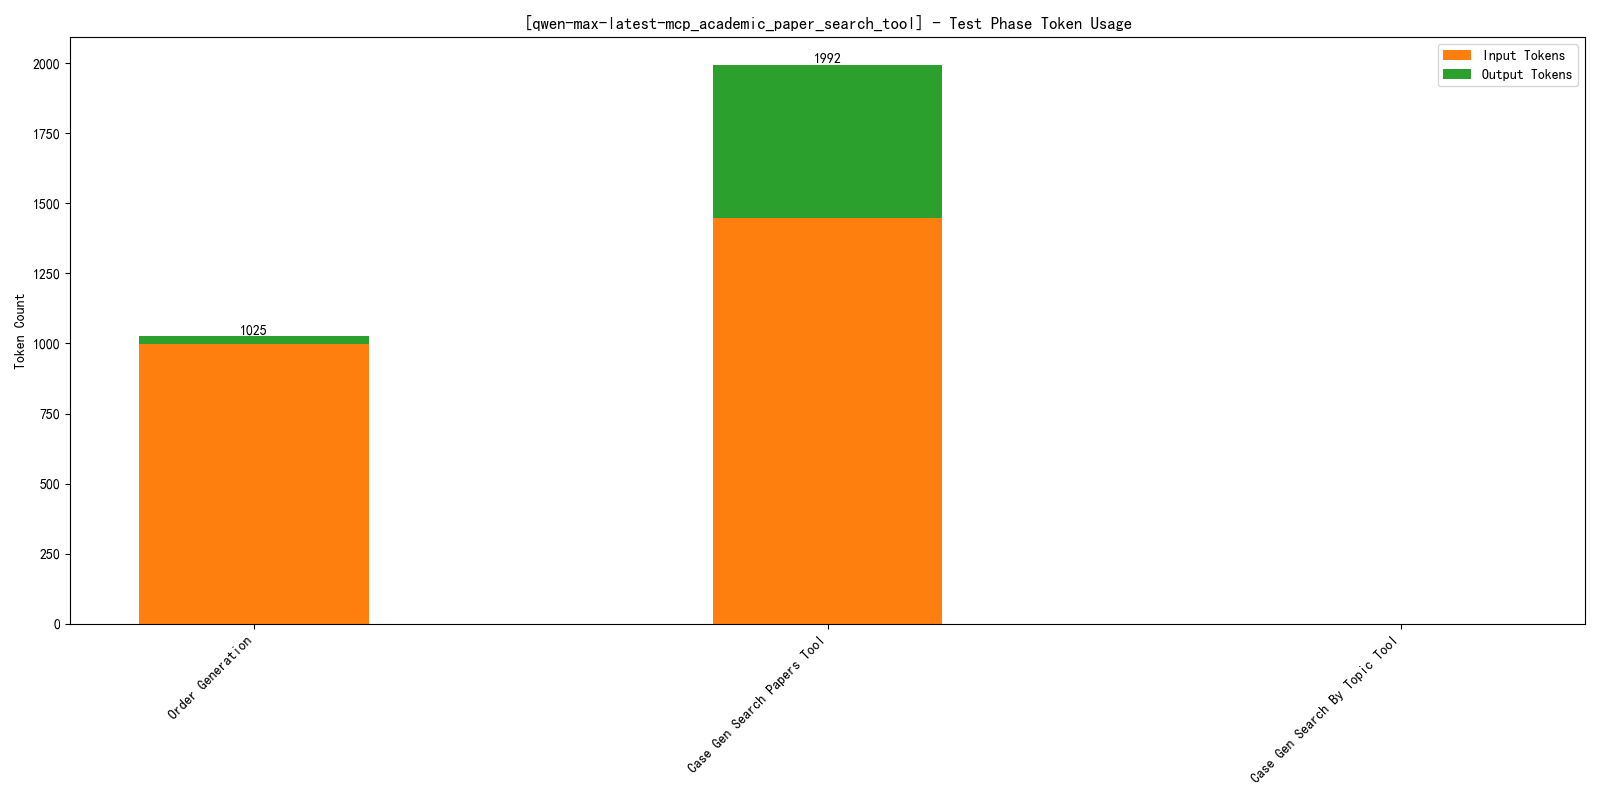 [qwen-max-latest-mcp_academic_paper_search_tool] - Test Phase Token Usage
Input Tokens
Output Tokens
Token Count
2000
1750
1500
1250
1000
750
500
250
0
1025
1992
Order Generation
Case Gen Search Papers Tool
Case Gen Search By Topic Tool